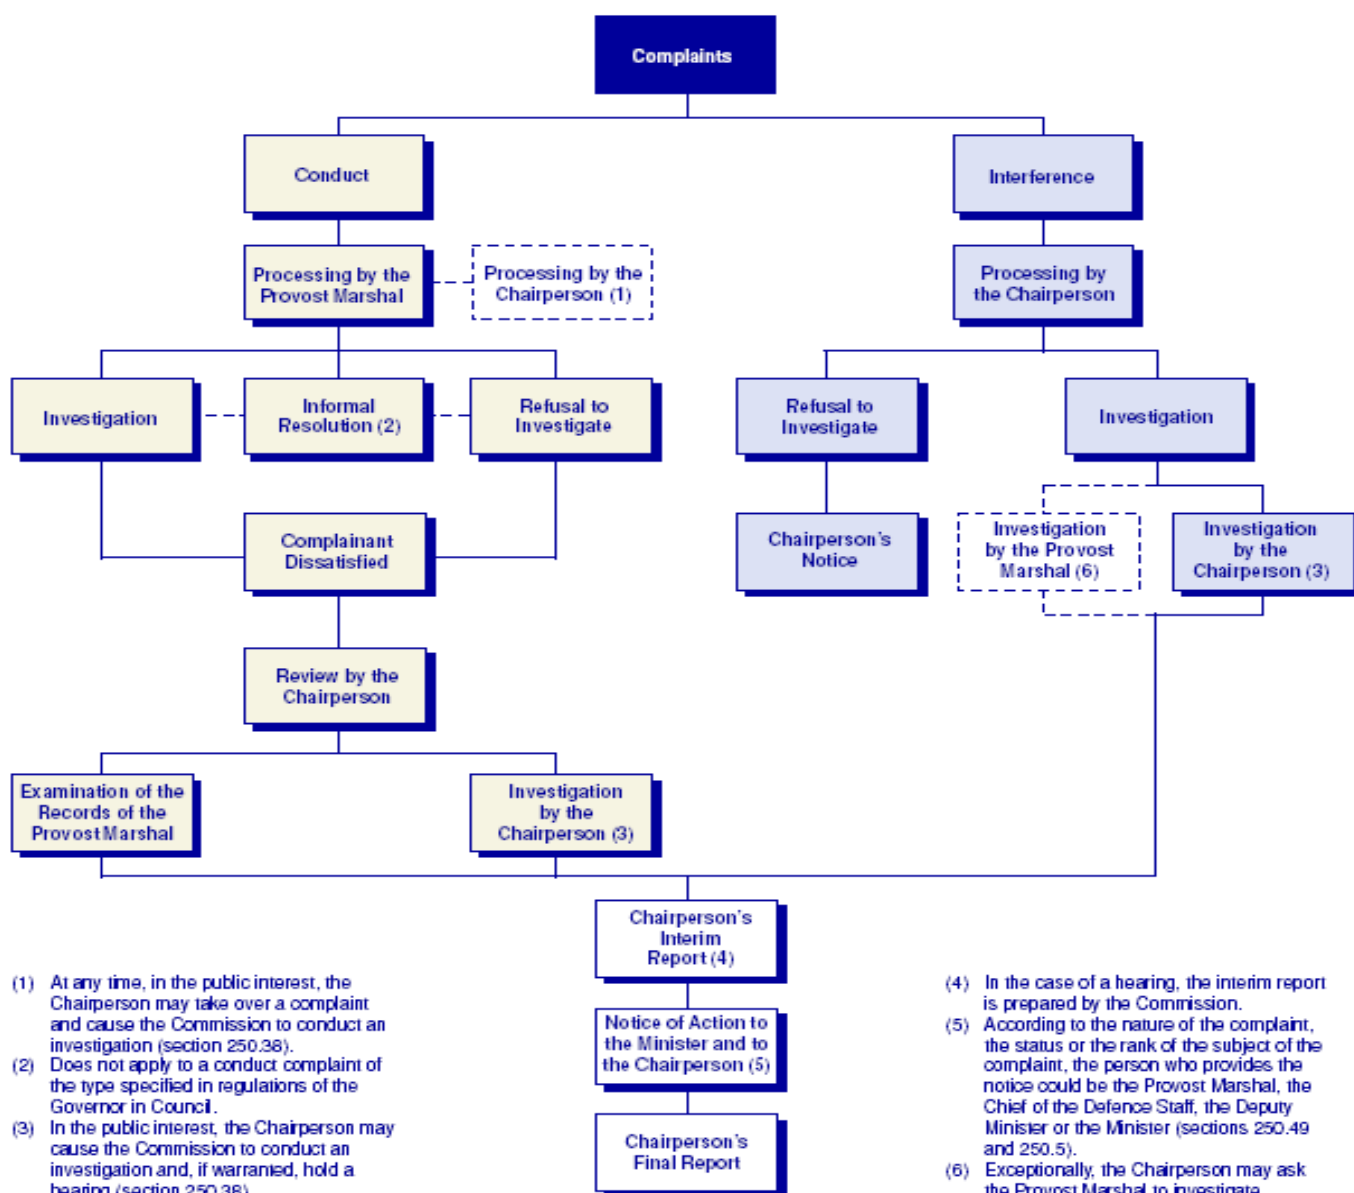 Complaints
Conduct
Interference
Processing by the
Provost Marshal
Processing by the
Chairperson (1)
Processing by
the Chairperson
Investigation
Informal
Resolution (2)
Refusal to
Investigate
Refusal to
Investigate
Investigation
Complainant
Dissatisfied
Chairperson's
Notice
Investigation
by the Provost
Marshal (6)
Investigation
by the
Chairperson (3)
Review by the
Chairperson
Examination of the
Records of the
Provost Marshal
Investigation
by the
Chairperson (3)
Chairperson's
Interim
Report (4)
Notice of Action to
the Minister and to
the Chairperson (5)
Chairperson's
Final Report
(1) At any time, in the public interest, the
Chairperson may take over a complaint
and cause the Commission to conduct an
investigation (section 250.38).
(2) Does not apply to a conduct complaint of
the type specified in regulations of the
Governor in Council.
(3) In the public interest, the Chairperson may
cause the Commission to conduct an
investigation and, if warranted, hold a
hearing (section 250.38).
(4) In the case of a hearing, the interim report
is prepared by the Commission.
(5) According to the nature of the complaint,
the status or the rank of the subject of the
complaint, the person who provides the
notice could be the Provost Marshal, the
Chief of the Defence Staff, the Deputy
Minister or the Minister (sections 250.49
and 250.5).
(6) Exceptionally, the Chairperson may ask
the Provost Marshal to investigate.